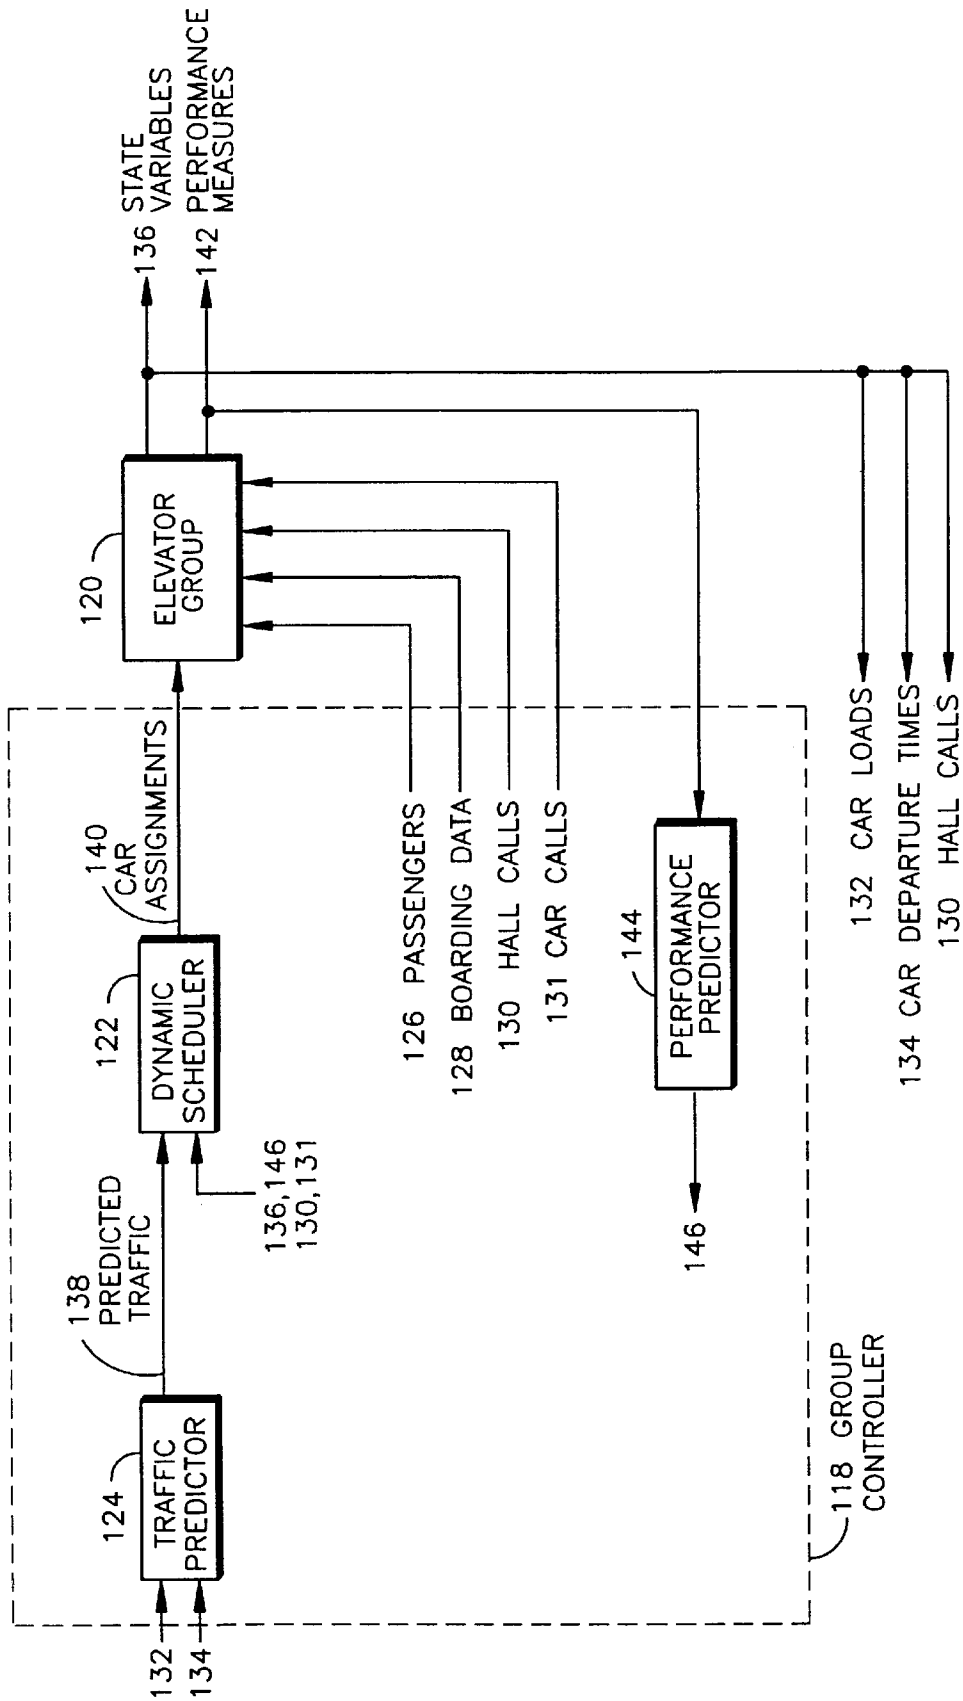 132
134
124
TRAFFIC
PREDICTOR
138
PREDICTED
TRAFFIC
122
DYNAMIC
SCHEDULER
136,146
130,131
140
CAR
ASSIGNMENTS
120
ELEVATOR
GROUP
136 STATE
VARIABLES
142 PERFORMANCE
MEASURES
126 PASSENGERS
128 BOARDING DATA
130 HALL CALLS
131 CAR CALLS
146
144
PERFORMANCE
PREDICTOR
118 GROUP
CONTROLLER
132 CAR LOADS
134 CAR DEPARTURE TIMES
130 HALL CALLS